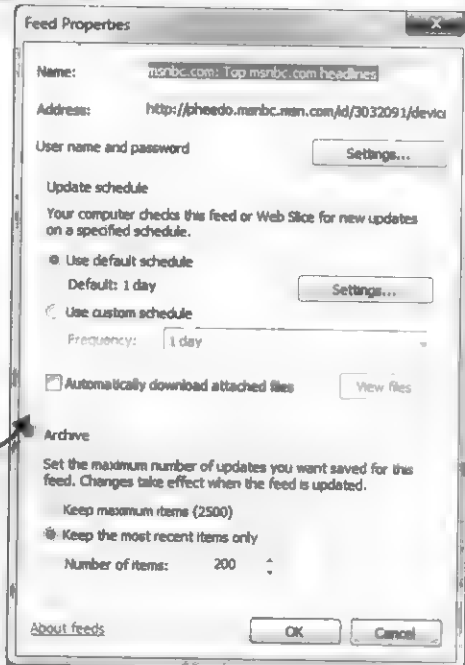 Feed Properties
X
Name: msnbc.com: Top msnbc.com headlines
Address: http://pheedo.msnbc.msn.com/id/3032091/device
User name and password Settings...
Update schedule
Your computer checks this feed or Web Slice for new updates
on a specified schedule.
Use default schedule
Default: 1 day Settings...
Use custom schedule
Frequency: 1 day
Automatically download attached files View files
Archive
Set the maximum number of updates you want saved for this
feed. Changes take effect when the feed is updated.
Keep maximum items (2500)
Keep the most recent items only
Number of items: 200
About feeds OK Cancel